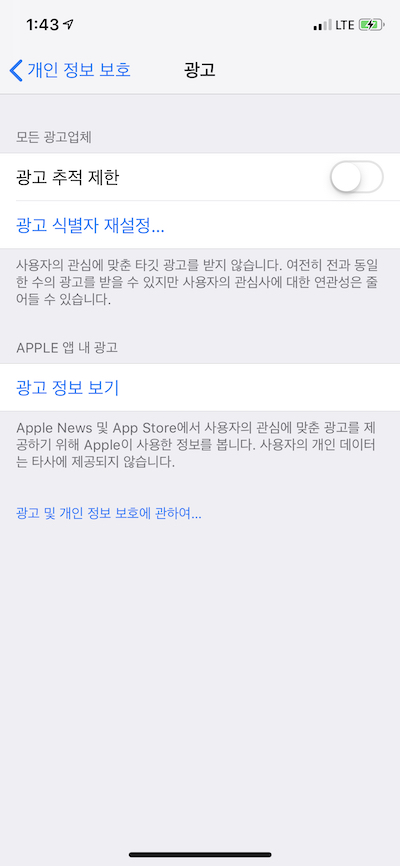 1:43
LTE
개인 정보 보호
광고
모든 광고업체
광고 추적 제한
광고 식별자 재설정...
사용자의 관심에 맞춘 타깃 광고를 받지 않습니다. 여전히 전과 동일
한 수의 광고를 받을 수 있지만 사용자의 관심사에 대한 연관성은 줄
어들 수 있습니다.
APPLE 앱 내 광고
광고 정보 보기
Apple News 및 App Store에서 사용자의 관심에 맞춘 광고를 제
공하기 위해 Apple이 사용한 정보를 봅니다. 사용자의 개인 데이터
는 타사에 제공되지 않습니다.
광고 및 개인 정보 보호에 관하여...